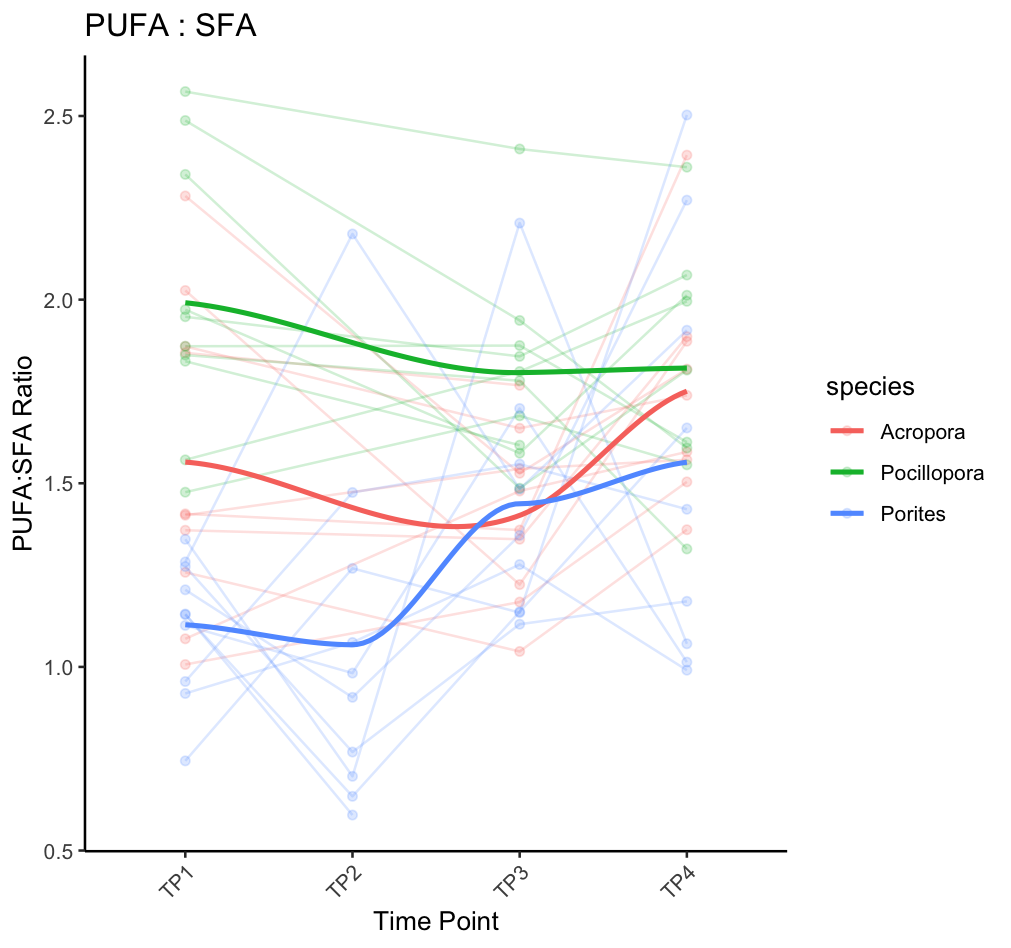 PUFA : SFA
PUFA:SFA Ratio
2.5
2.0
1.5
1.0
0.5
TP1
TP2
TP3
TP4
Time Point
species
Acropora
Pocillopora
Porites